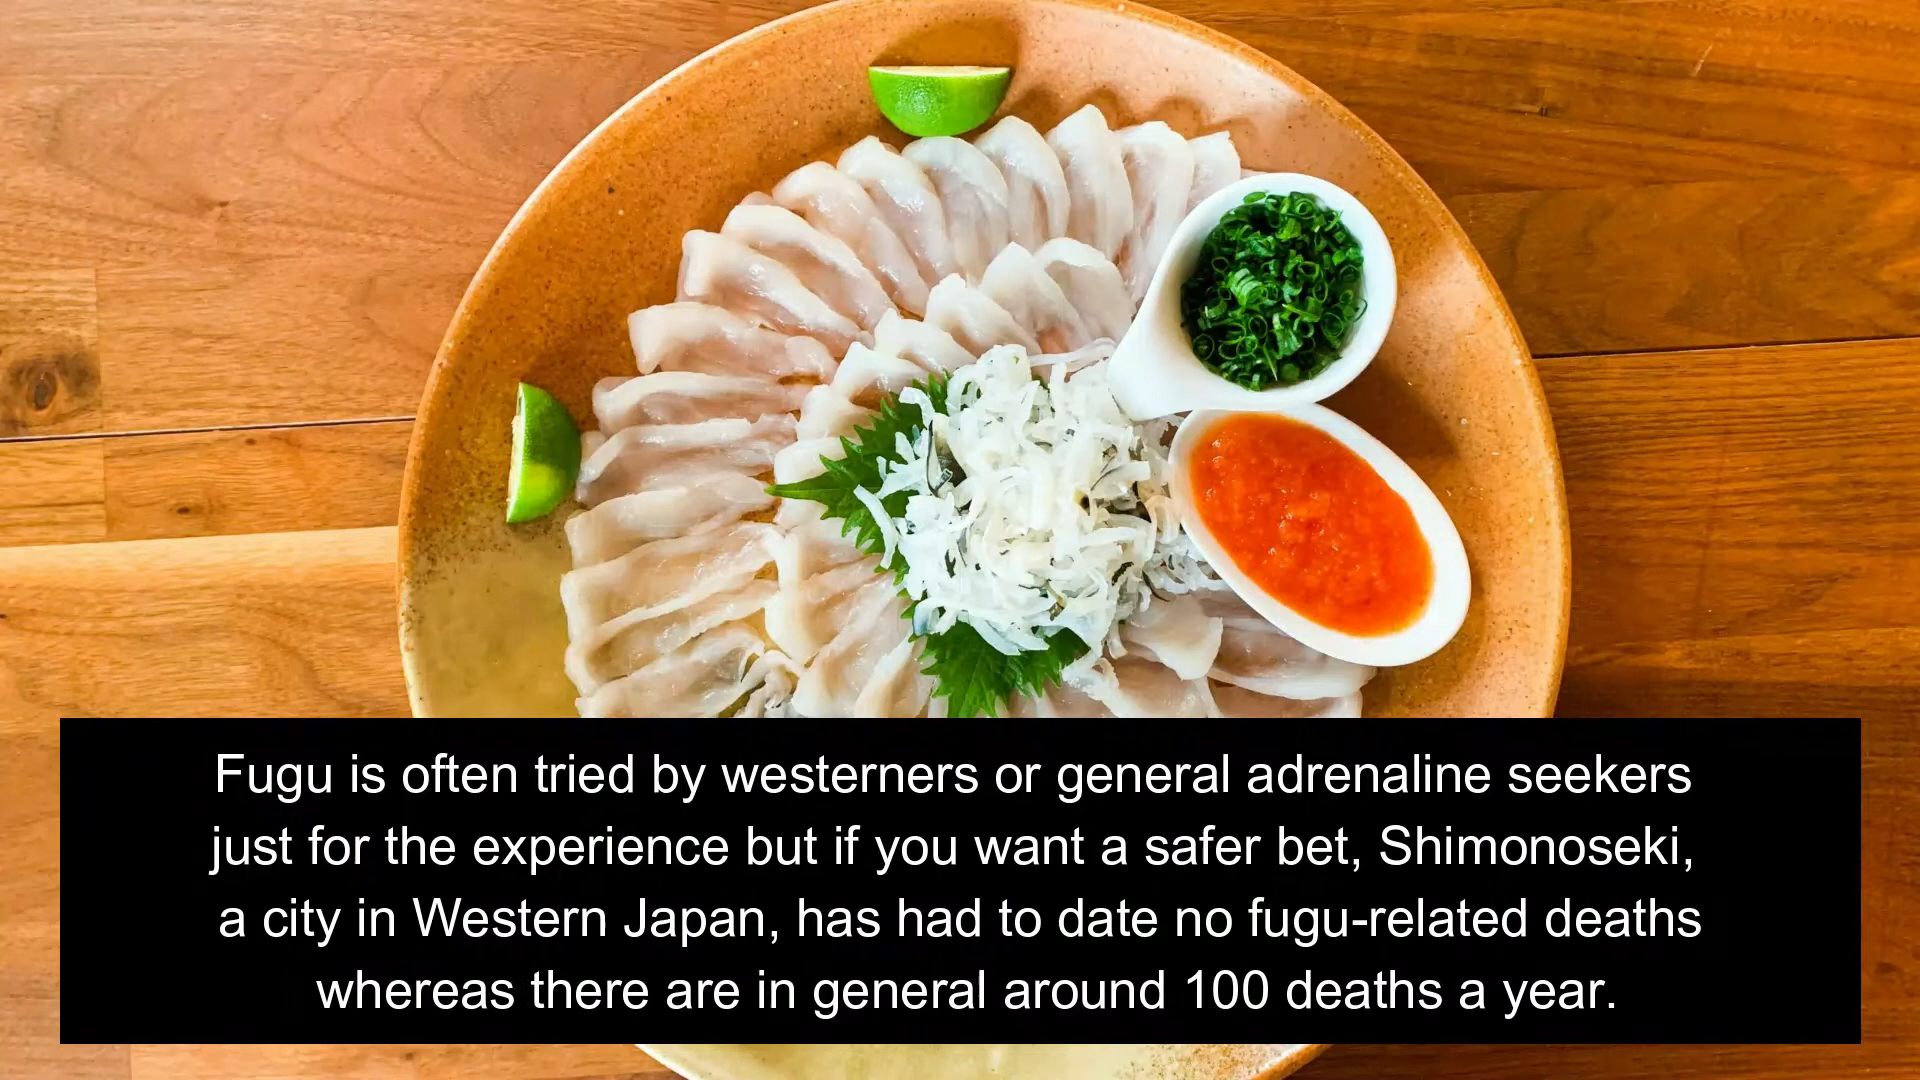 Fugu is often tried by westerners or general adrenaline seekers
just for the experience but if you want a safer bet, Shimonoseki,
a city in Western Japan, has had to date no fugu-related deaths
whereas there are in general around 100 deaths a year.